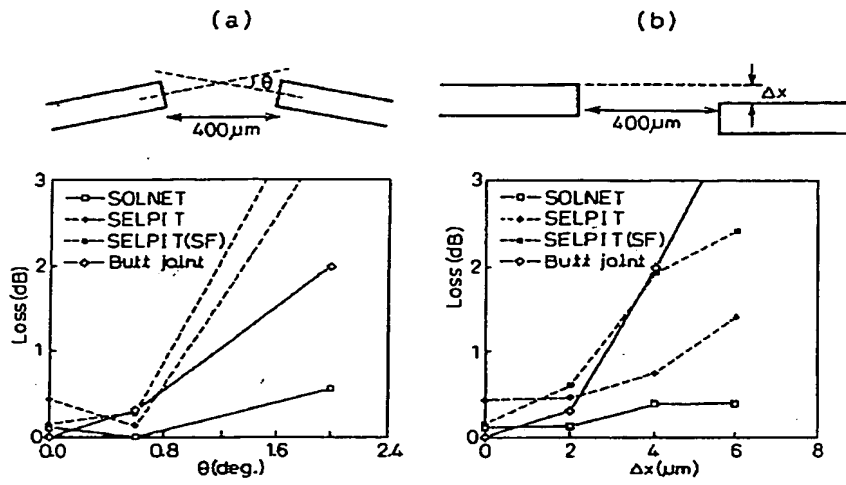 (a)
(b)
θ
400μm
Δx
400μm
3
2
1
0
Loss(dB)
SOLNET
SELPIT
SELPIT(SF)
Butt joint
0.0
0.8
1.6
2.4
θ(deg.)
3
2
1
0
Loss(dB)
SOLNET
SELPIT
SELPIT(SF)
Butt joint
0
2
4
6
8
Δx(μm)